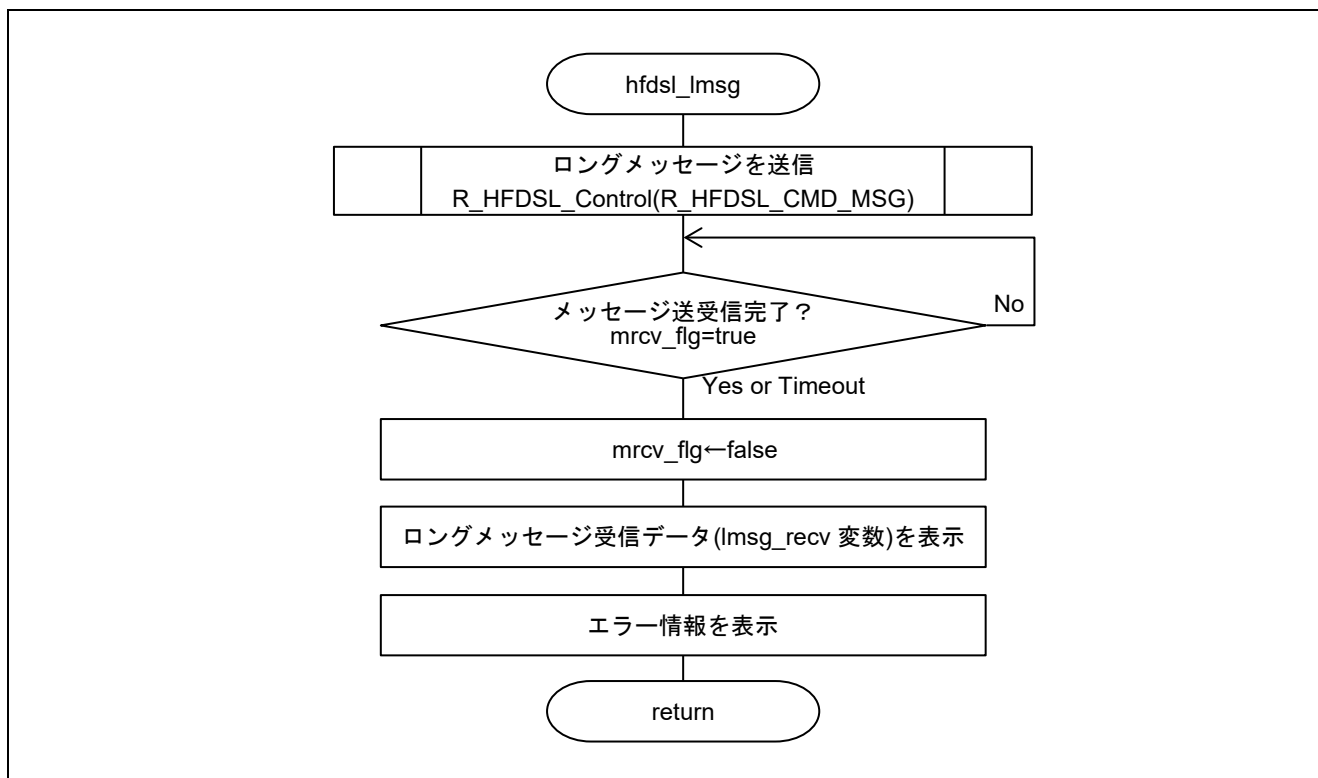 hfdsl_lmsg
ロングメッセージを送信
R_HFDSL_Control(R_HFDSL_CMD_MSG)
メッセージ送受信完了？
mrcv_flg=true
No
Yes or Timeout
mrcv_flg←false
ロングメッセージ受信データ(lmsg_recv 変数)を表示
エラー情報を表示
return